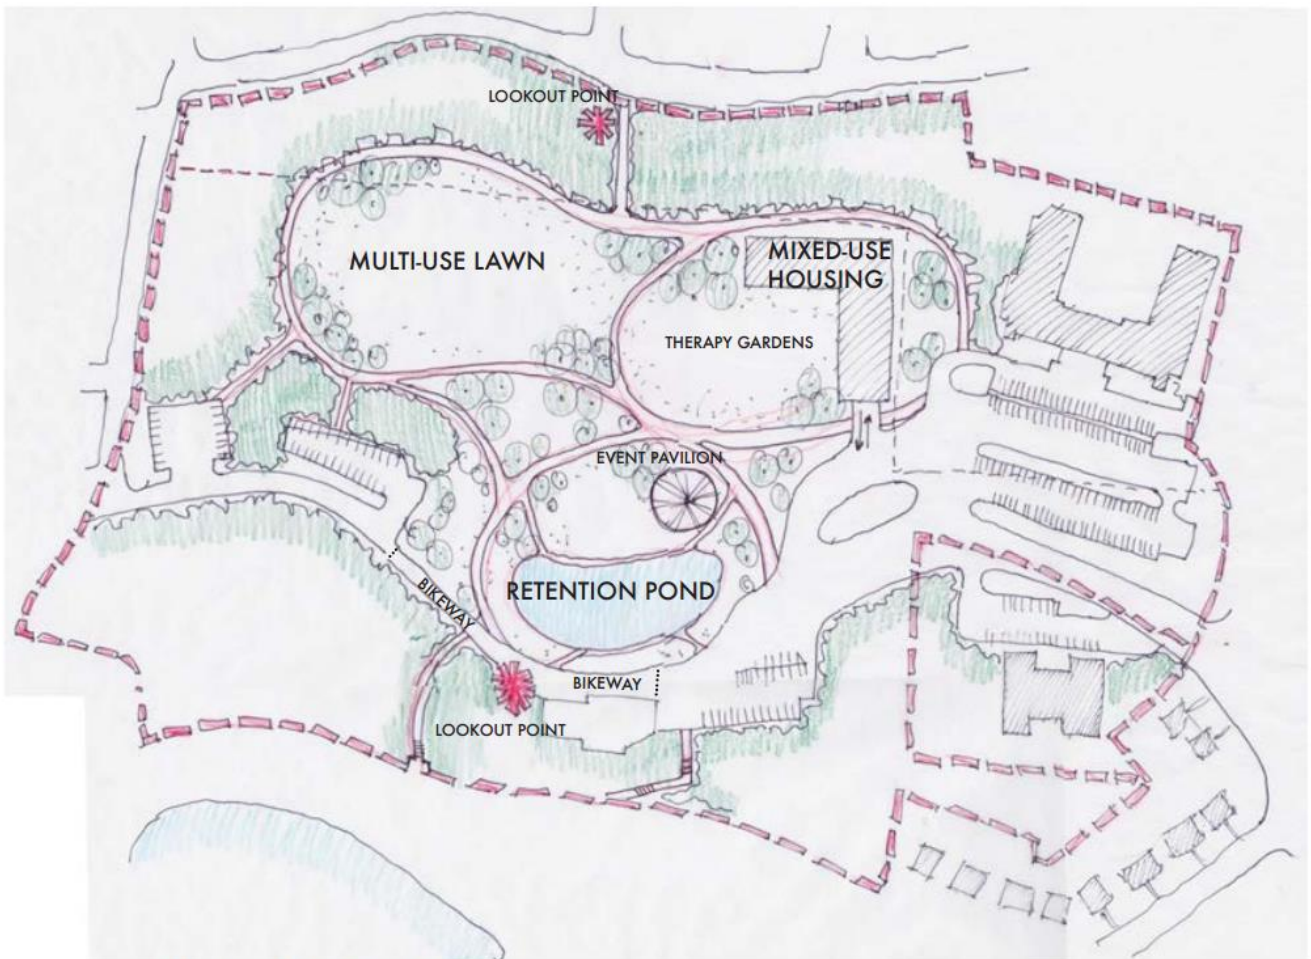 LOOKOUT POINT
MULTI-USE LAWN
MIXED-USE
HOUSING
THERAPY GARDENS
EVENT PAVILION
RETENTION POND
BIKEWAY
BIKEWAY
LOOKOUT POINT